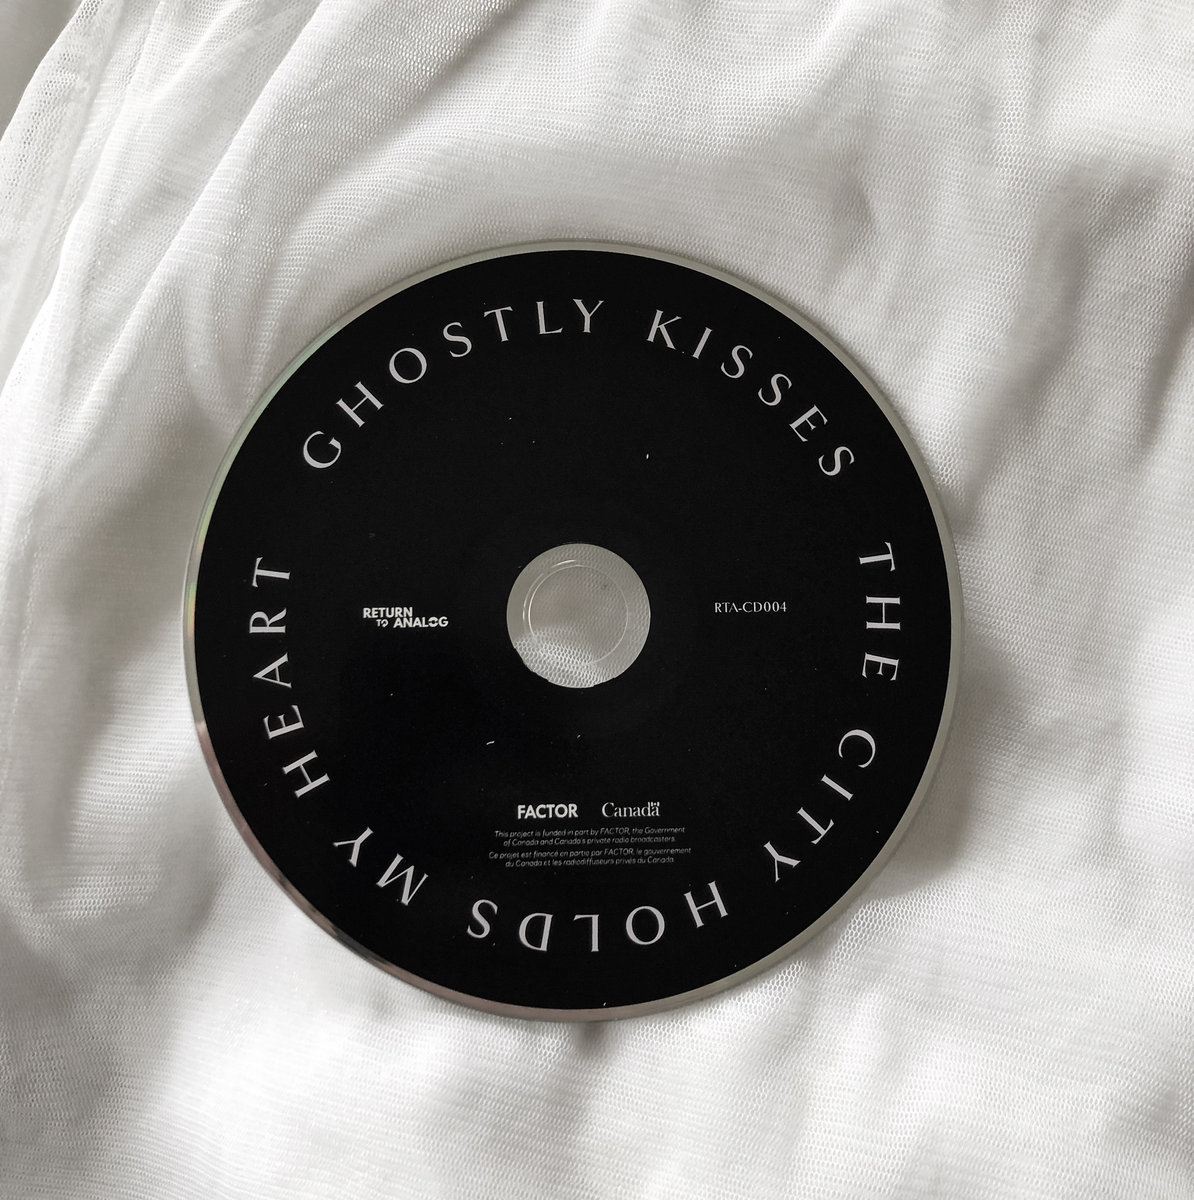 GHOSTLY KISSES
THE CITY HOLDS MY HEART
RETURN
TO ANALOG
RTA-CD004
FACTOR Canada
This project is funded in part by FACTOR, the Government
of Canada and Canada's private radio broadcasters.
Ce projet est financé en partie par FACTOR, le gouvernement
du Canada et les radiodiffuseurs privés du Canada.